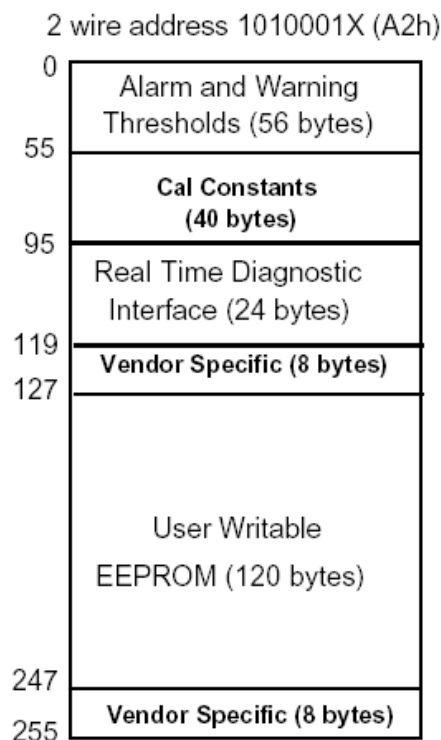 2 wire address 1010001X (A2h)
0
Alarm and Warning
Thresholds (56 bytes)
55
Cal Constants
(40 bytes)
95
Real Time Diagnostic
Interface (24 bytes)
119
Vendor Specific (8 bytes)
127
User Writable
EEPROM (120 bytes)
247
Vendor Specific (8 bytes)
255